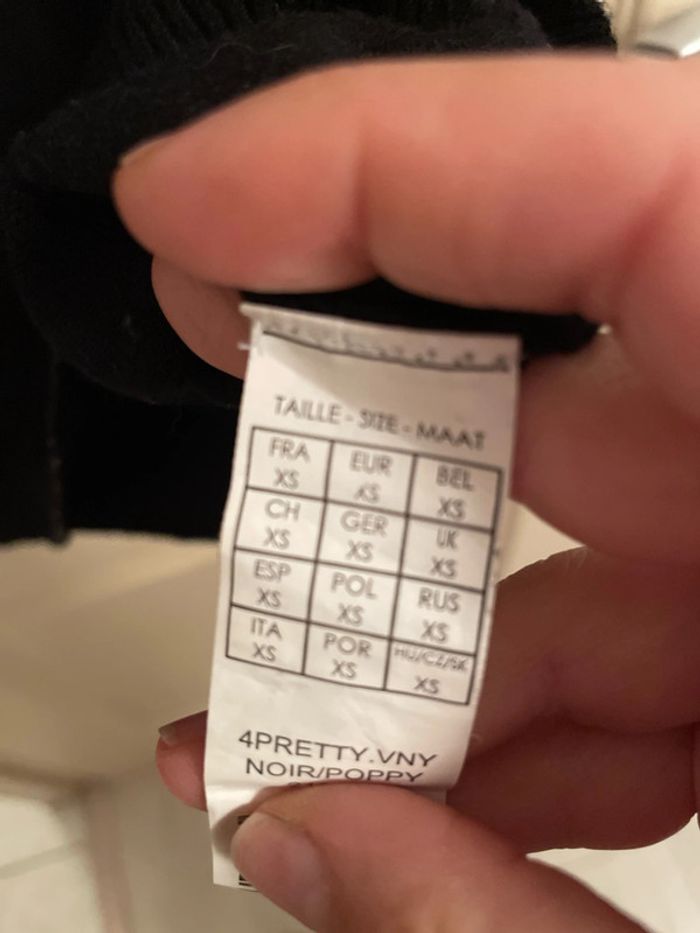 TAILLE - SIZE - MAAT
FRA EUR BEL
XS XS XS
CH GER UK
XS XS XS
ESP POL RUS
XS XS XS
ITA POR HU/CZ/SK
XS XS XS
4PRETTY.VNY
NOIR/POPPY